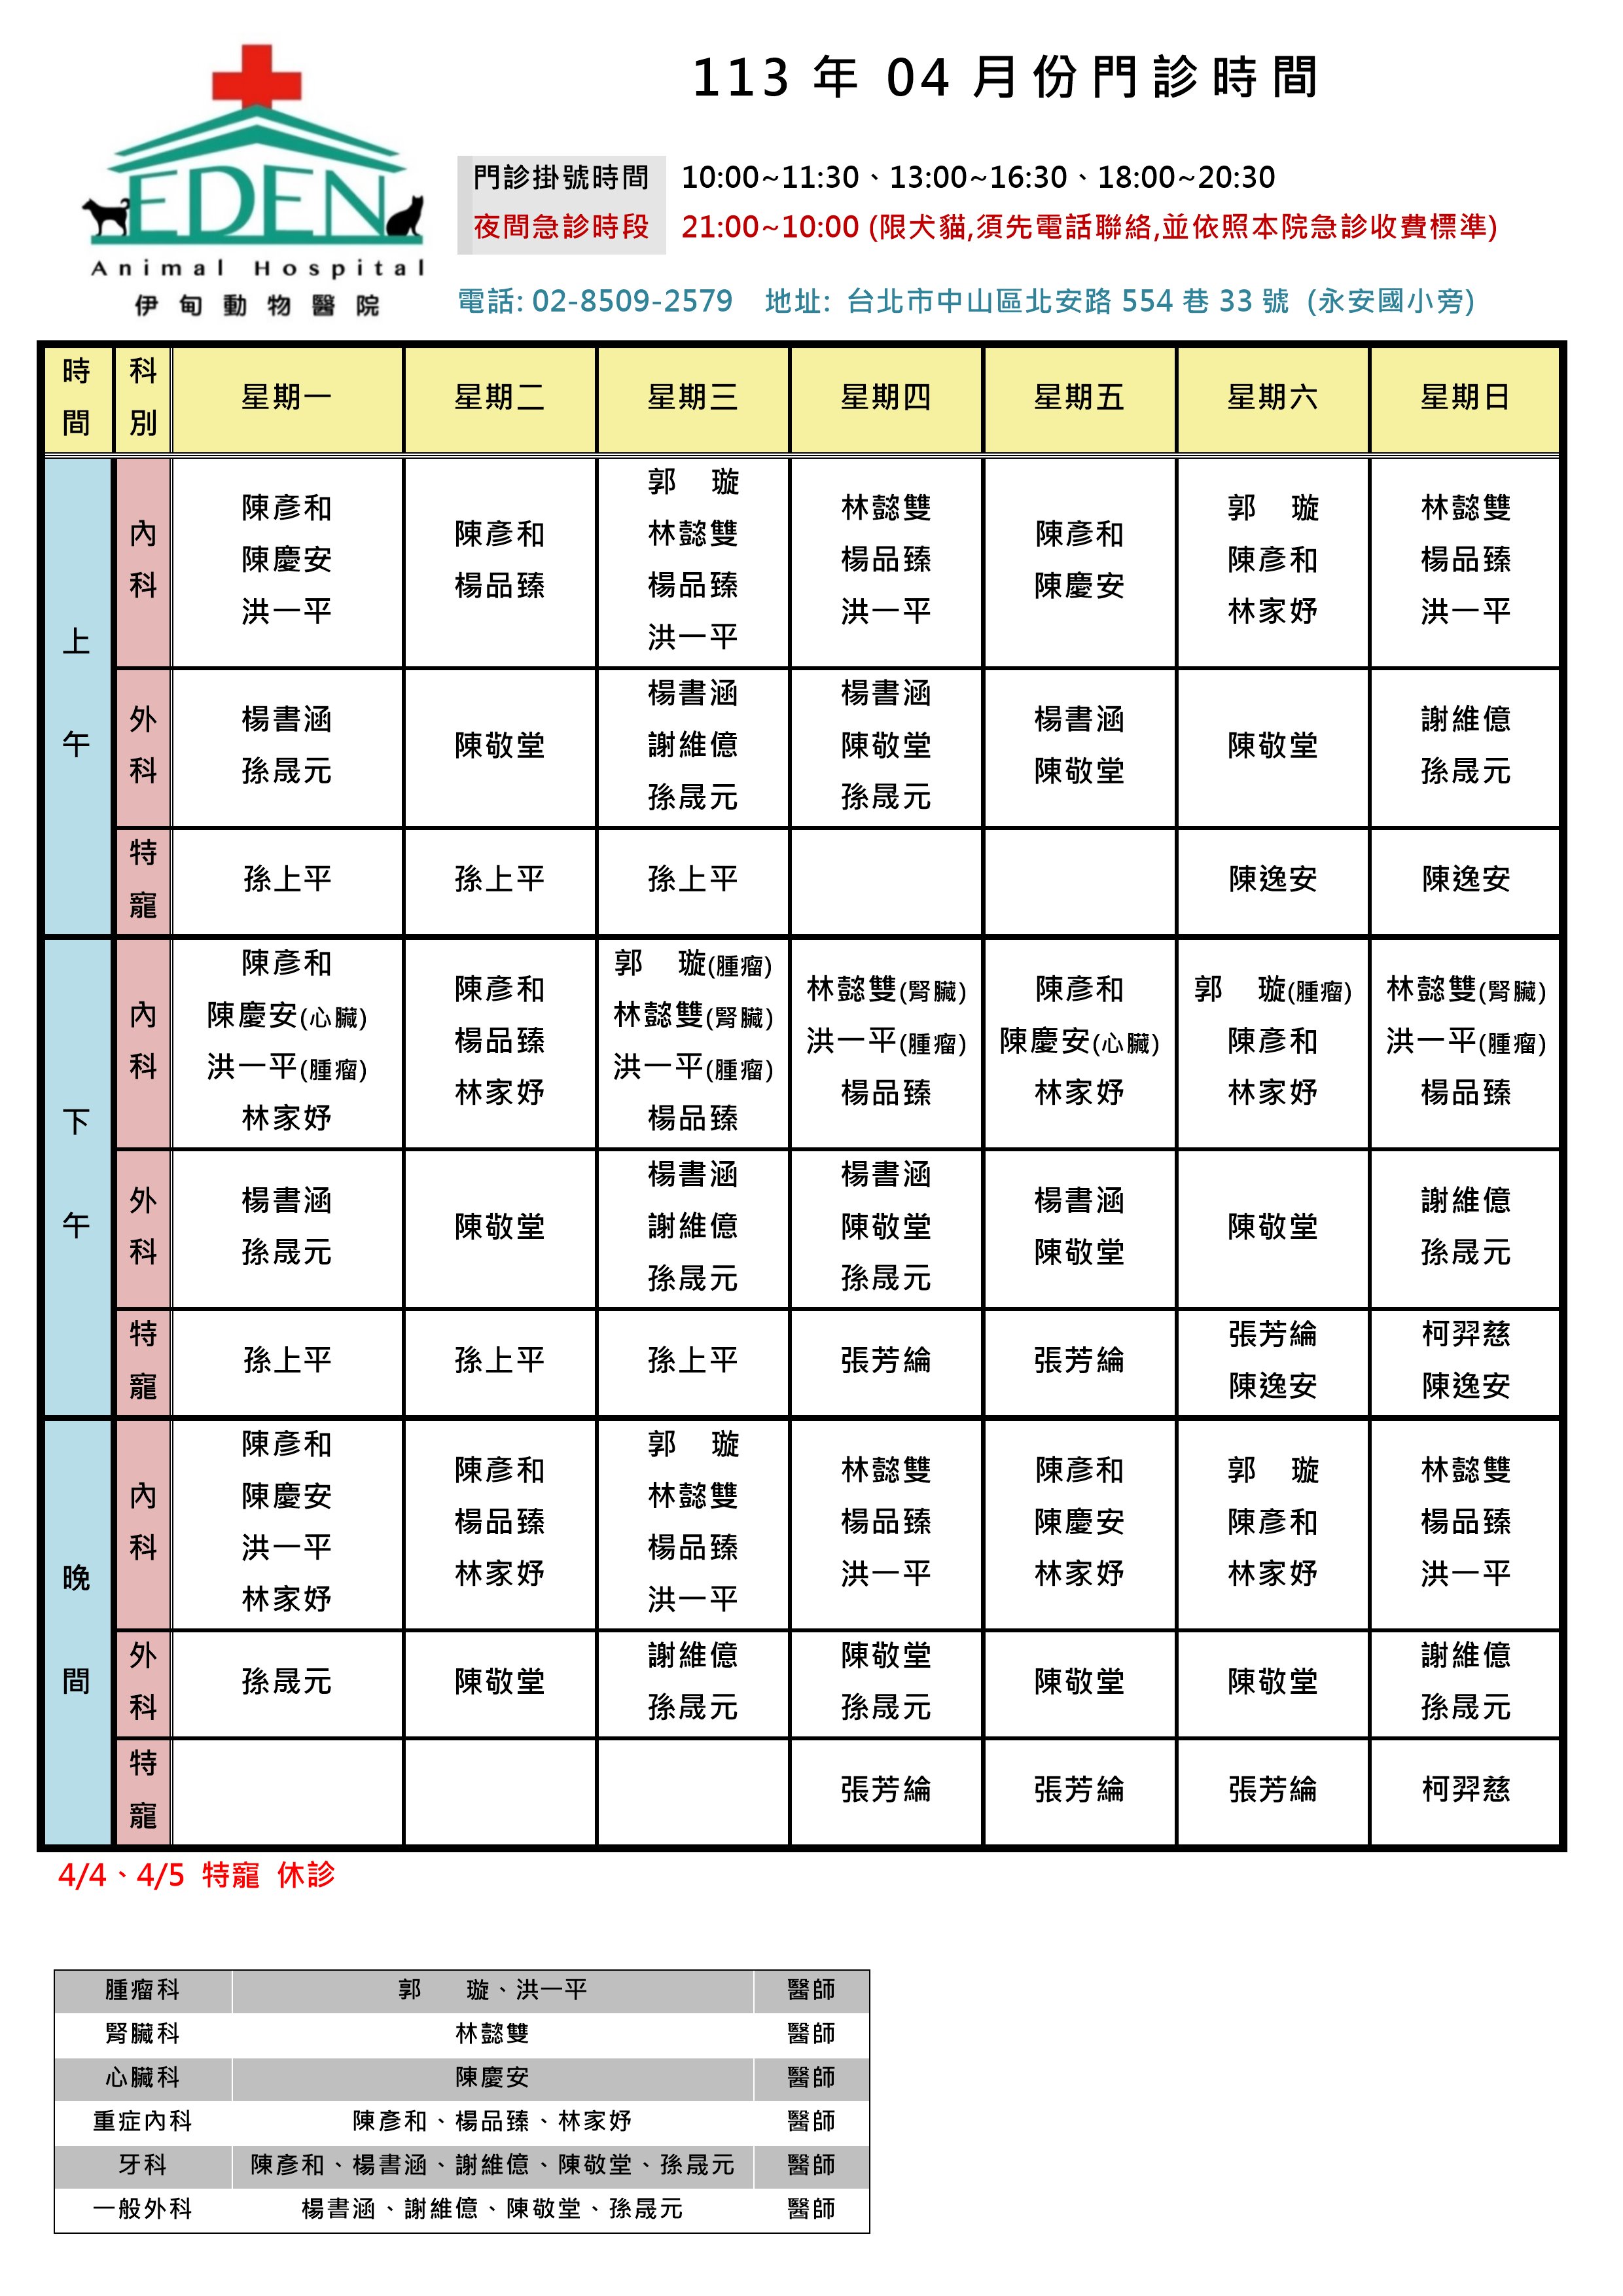 113 年 04 月份門診時間
EDEN
Animal Hospital
伊甸動物醫院
門診掛號時間 10:00~11:30、13:00~16:30、18:00~20:30
夜間急診時段 21:00~10:00 (限犬貓,須先電話聯絡,並依照本院急診收費標準)
電話: 02-8509-2579 地址: 台北市中山區北安路 554 巷 33 號 (永安國小旁)
時間 科別 星期一 星期二 星期三 星期四 星期五 星期六 星期日
上午
內科
陳彥和
陳慶安
洪一平
陳彥和
楊品臻
郭 璇
林懿雙
楊品臻
洪一平
林懿雙
楊品臻
洪一平
陳彥和
陳慶安
郭 璇
陳彥和
林家妤
林懿雙
楊品臻
洪一平
外科
楊書涵
孫晟元
陳敬堂
楊書涵
謝維億
孫晟元
楊書涵
陳敬堂
孫晟元
楊書涵
陳敬堂
陳敬堂
謝維億
孫晟元
特寵
孫上平
孫上平
孫上平
陳逸安
陳逸安
下午
內科
陳彥和
陳慶安(心臟)
洪一平(腫瘤)
林家妤
陳彥和
楊品臻
林家妤
郭 璇(腫瘤)
林懿雙(腎臟)
洪一平(腫瘤)
楊品臻
林懿雙(腎臟)
洪一平(腫瘤)
楊品臻
陳彥和
陳慶安(心臟)
林家妤
郭 璇(腫瘤)
陳彥和
林家妤
林懿雙(腎臟)
洪一平(腫瘤)
楊品臻
外科
楊書涵
孫晟元
陳敬堂
楊書涵
謝維億
孫晟元
楊書涵
陳敬堂
孫晟元
楊書涵
陳敬堂
陳敬堂
謝維億
孫晟元
特寵
孫上平
孫上平
孫上平
張芳綸
張芳綸
張芳綸
陳逸安
柯羿慈
陳逸安
晚間
內科
陳彥和
陳慶安
洪一平
林家妤
陳彥和
楊品臻
林家妤
郭 璇
林懿雙
楊品臻
洪一平
林懿雙
楊品臻
洪一平
陳彥和
陳慶安
林家妤
郭 璇
陳彥和
林家妤
林懿雙
楊品臻
洪一平
外科
孫晟元
陳敬堂
謝維億
孫晟元
陳敬堂
孫晟元
陳敬堂
陳敬堂
謝維億
孫晟元
特寵
張芳綸
張芳綸
張芳綸
柯羿慈
4/4、4/5 特寵 休診
腫瘤科 郭 璇、洪一平 醫師
腎臟科 林懿雙 醫師
心臟科 陳慶安 醫師
重症內科 陳彥和、楊品臻、林家妤 醫師
牙科 陳彥和、楊書涵、謝維億、陳敬堂、孫晟元 醫師
一般外科 楊書涵、謝維億、陳敬堂、孫晟元 醫師